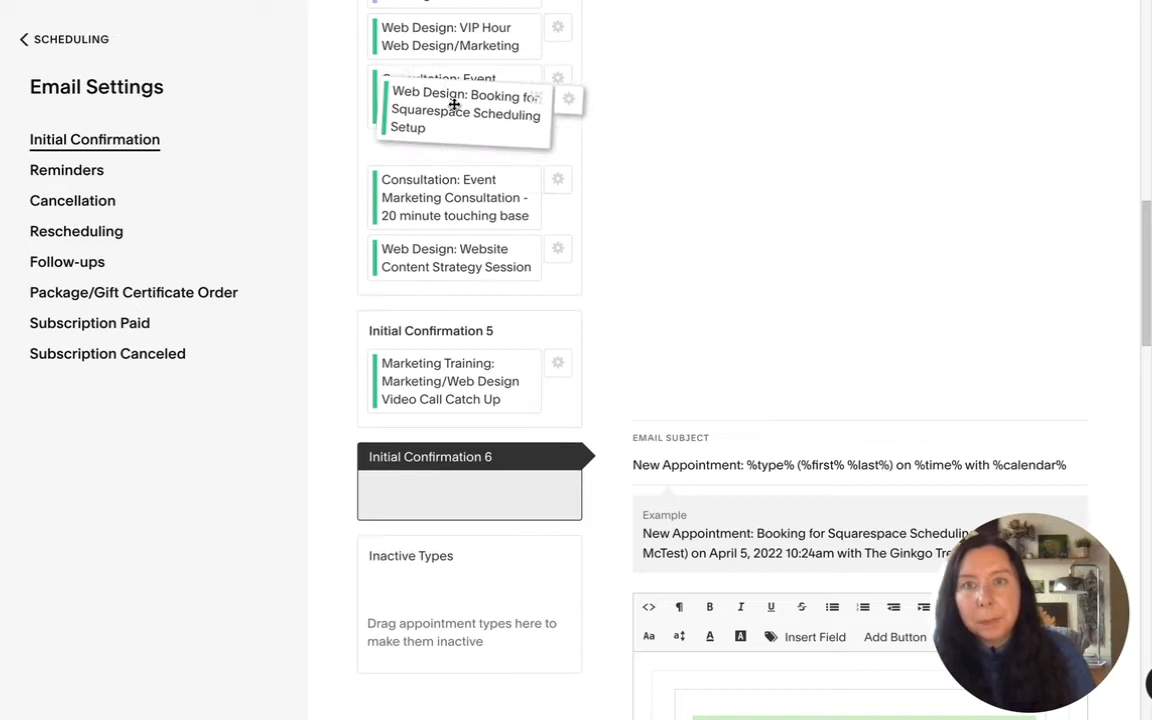 SCHEDULING
Email Settings
Initial Confirmation
Reminders
Cancellation
Rescheduling
Follow-ups
Package/Gift Certificate Order
Subscription Paid
Subscription Canceled
Web Design: VIP Hour
Web Design/Marketing
Consultation: Event
Web Design: Booking for
Squarespace Scheduling
Setup
Consultation: Event
Marketing Consultation -
20 minute touching base
Web Design: Website
Content Strategy Session
Initial Confirmation 5
Marketing Training:
Marketing/Web Design
Video Call Catch Up
Initial Confirmation 6
Inactive Types
Drag appointment types here to
make them inactive
EMAIL SUBJECT
New Appointment: %type% (%first% %last%) on %time% with %calendar%
Example
New Appointment: Booking for Squarespace
McTest) on April 5, 2022 10:24am with The Ginkgo
B I U S
Aa A A Insert Field Add Button